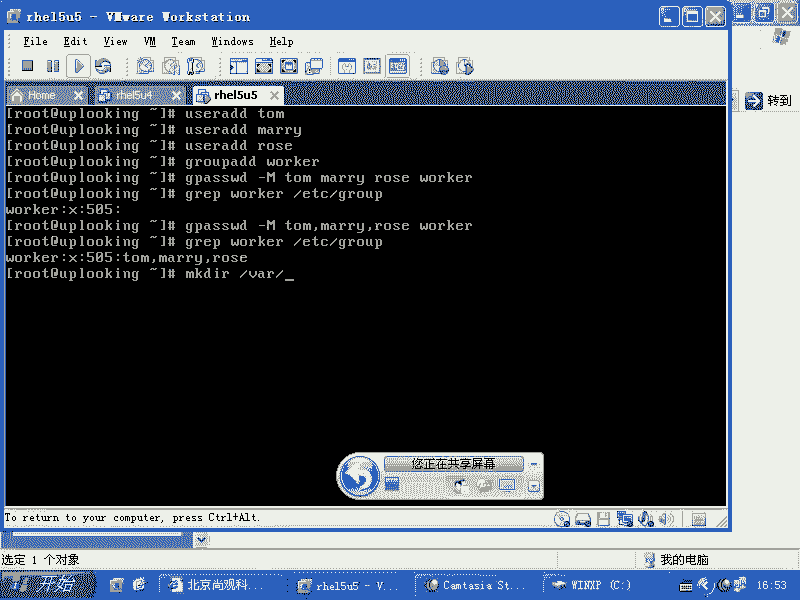 rhel5u5 - VMware Workstation
File Edit View VM Team Windows Help
Home rhel5u4 rhel5u5
转到
[root@uplooking ~]# useradd tom
[root@uplooking ~]# useradd marry
[root@uplooking ~]# useradd rose
[root@uplooking ~]# groupadd worker
[root@uplooking ~]# gpasswd -M tom marry rose worker
[root@uplooking ~]# grep worker /etc/group
worker:x:505:
[root@uplooking ~]# gpasswd -M tom,marry,rose worker
[root@uplooking ~]# grep worker /etc/group
worker:x:505:tom,marry,rose
[root@uplooking ~]# mkdir /var/_
您正在共享屏幕
To return to your computer, press Ctrl+Alt.
选定 1 个对象 我的电脑
开始 北京尚观科... rhel5u5 - V... Camtasia St... WINXP (C:) 16:53